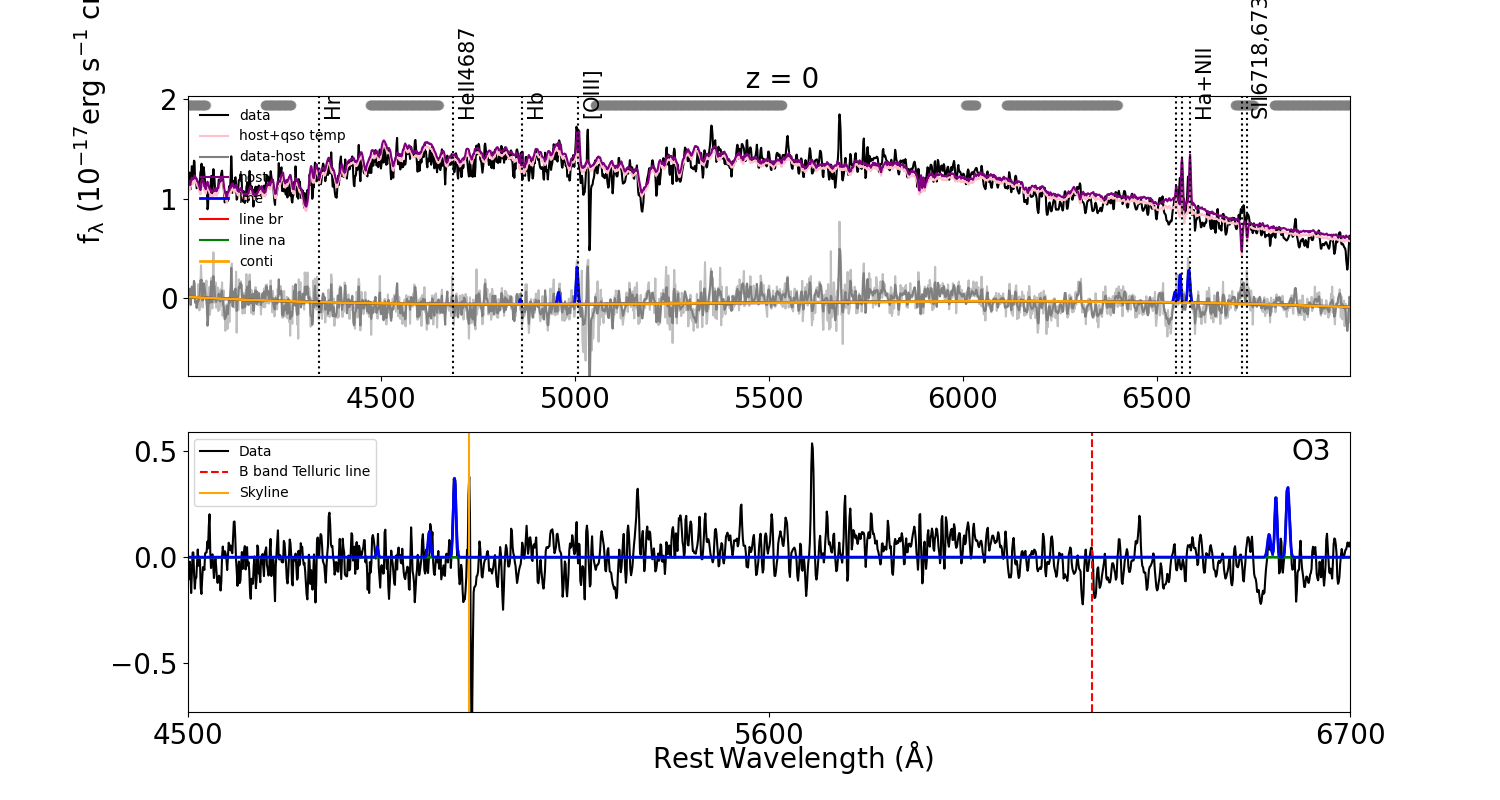 z = 0
f_λ (10^{-17} erg s^{-1}
Hr
HeII4687
Hb
[OIII]
Ha+NII
SII6718,673
data
host+qso temp
data-host
host
line
line br
line na
conti
2
1
0
4500
5000
5500
6000
6500
O3
Data
B band Telluric line
Skyline
0.5
0.0
−0.5
4500
5600
6700
Rest Wavelength (Å)